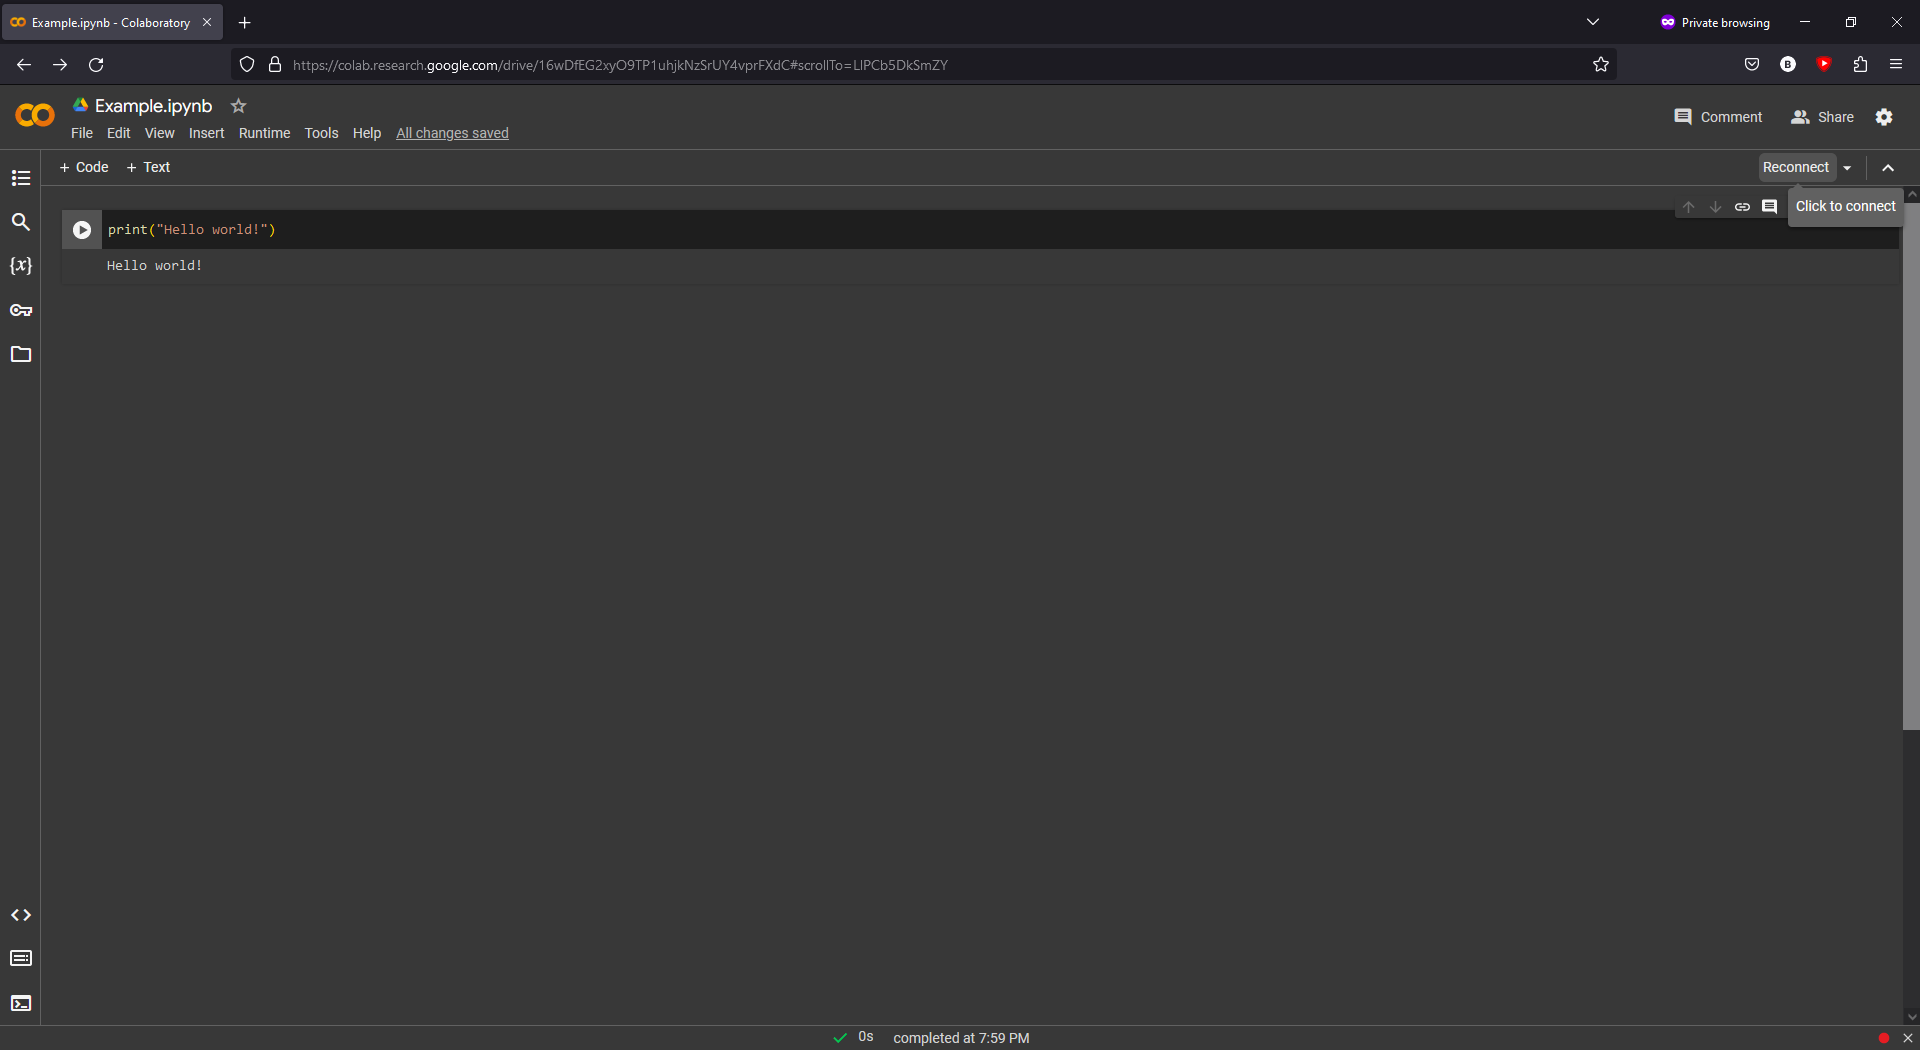 Example.ipynb - Colaboratory
Private browsing
https://colab.research.google.com/drive/16wDfEG2xyO9TP1uhjkNzSrUY4vprFXdC#scrollTo=LlPCb5DkSmZY
Example.ipynb
File Edit View Insert Runtime Tools Help All changes saved
Comment Share
+ Code + Text
Reconnect
Click to connect
print("Hello world!")
Hello world!
{x}
0s completed at 7:59 PM